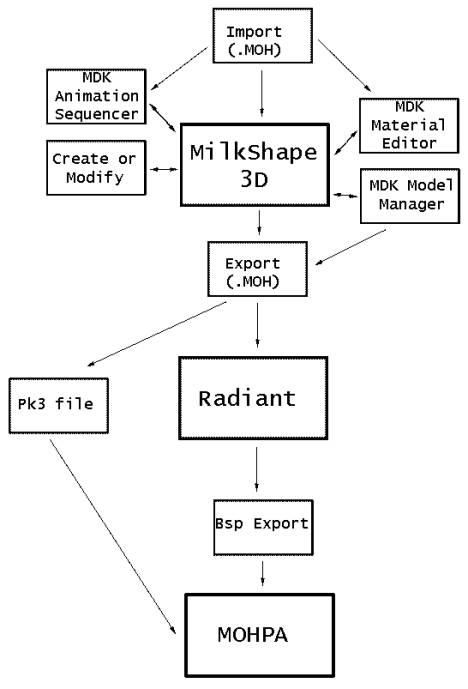 Import
(.MOH)
MDK
Animation
Sequencer
MDK
Material
Editor
MilkShape
3D
Create or
Modify
MDK Model
Manager
Export
(.MOH)
Pk3 file
Radiant
Bsp Export
MOHPA